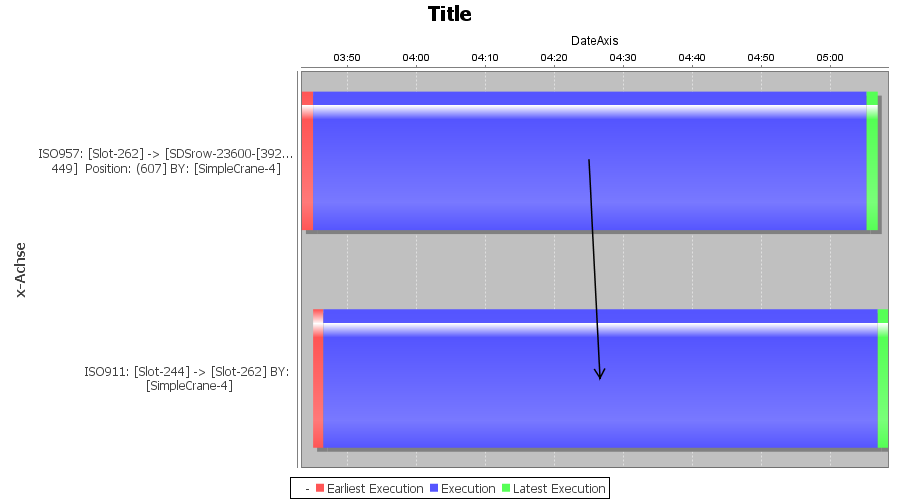 Title
DateAxis
03:50 04:00 04:10 04:20 04:30 04:40 04:50 05:00
ISO957: [Slot-262] -> [SDSrow-23600-[392...
449] Position: (607] BY: [SimpleCrane-4]
x-Achse
ISO911: [Slot-244] -> [Slot-262] BY:
[SimpleCrane-4]
- Earliest Execution Execution Latest Execution